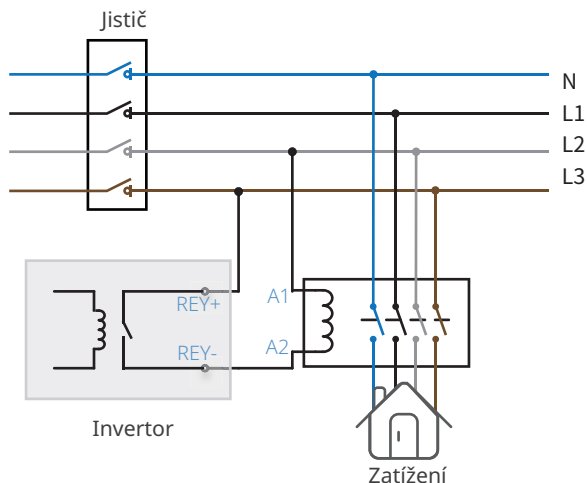 Jistič
N
L1
L2
L3
REY+
A1
REY-
A2
Invertor
Zatížení